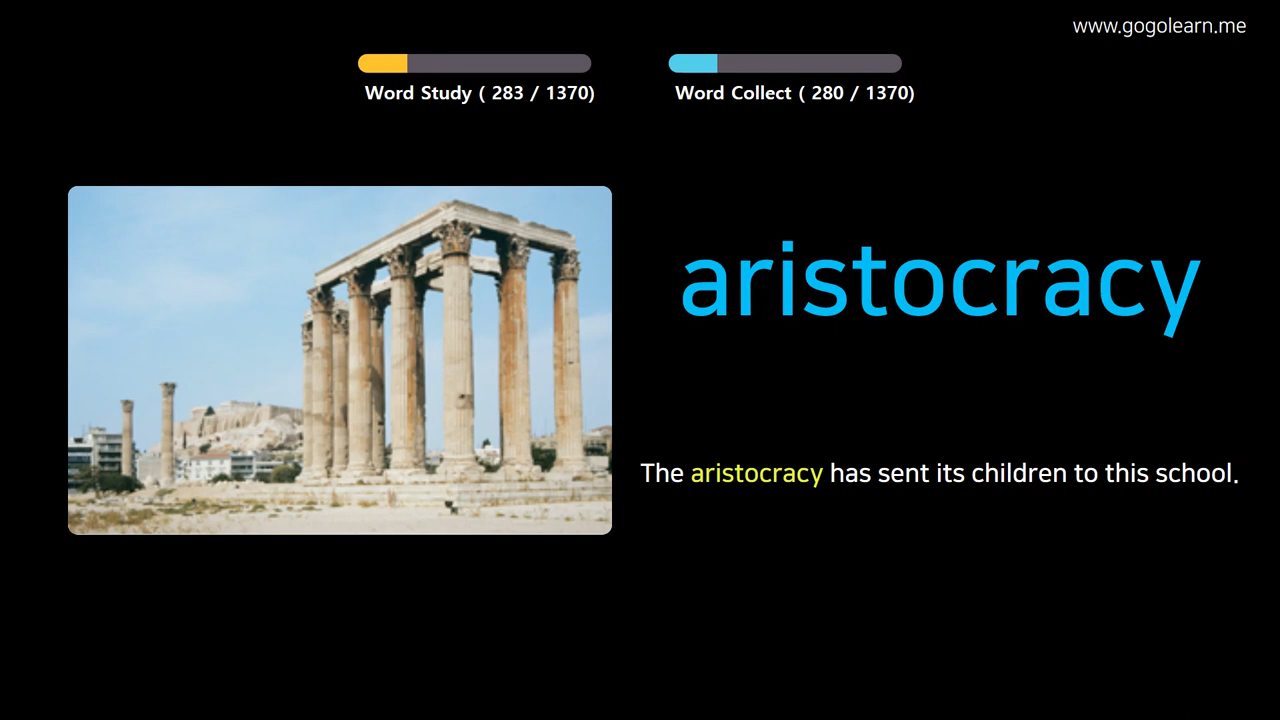 www.gogolearn.me
Word Study ( 283 / 1370)
Word Collect ( 280 / 1370)
aristocracy
The aristocracy has sent its children to this school.